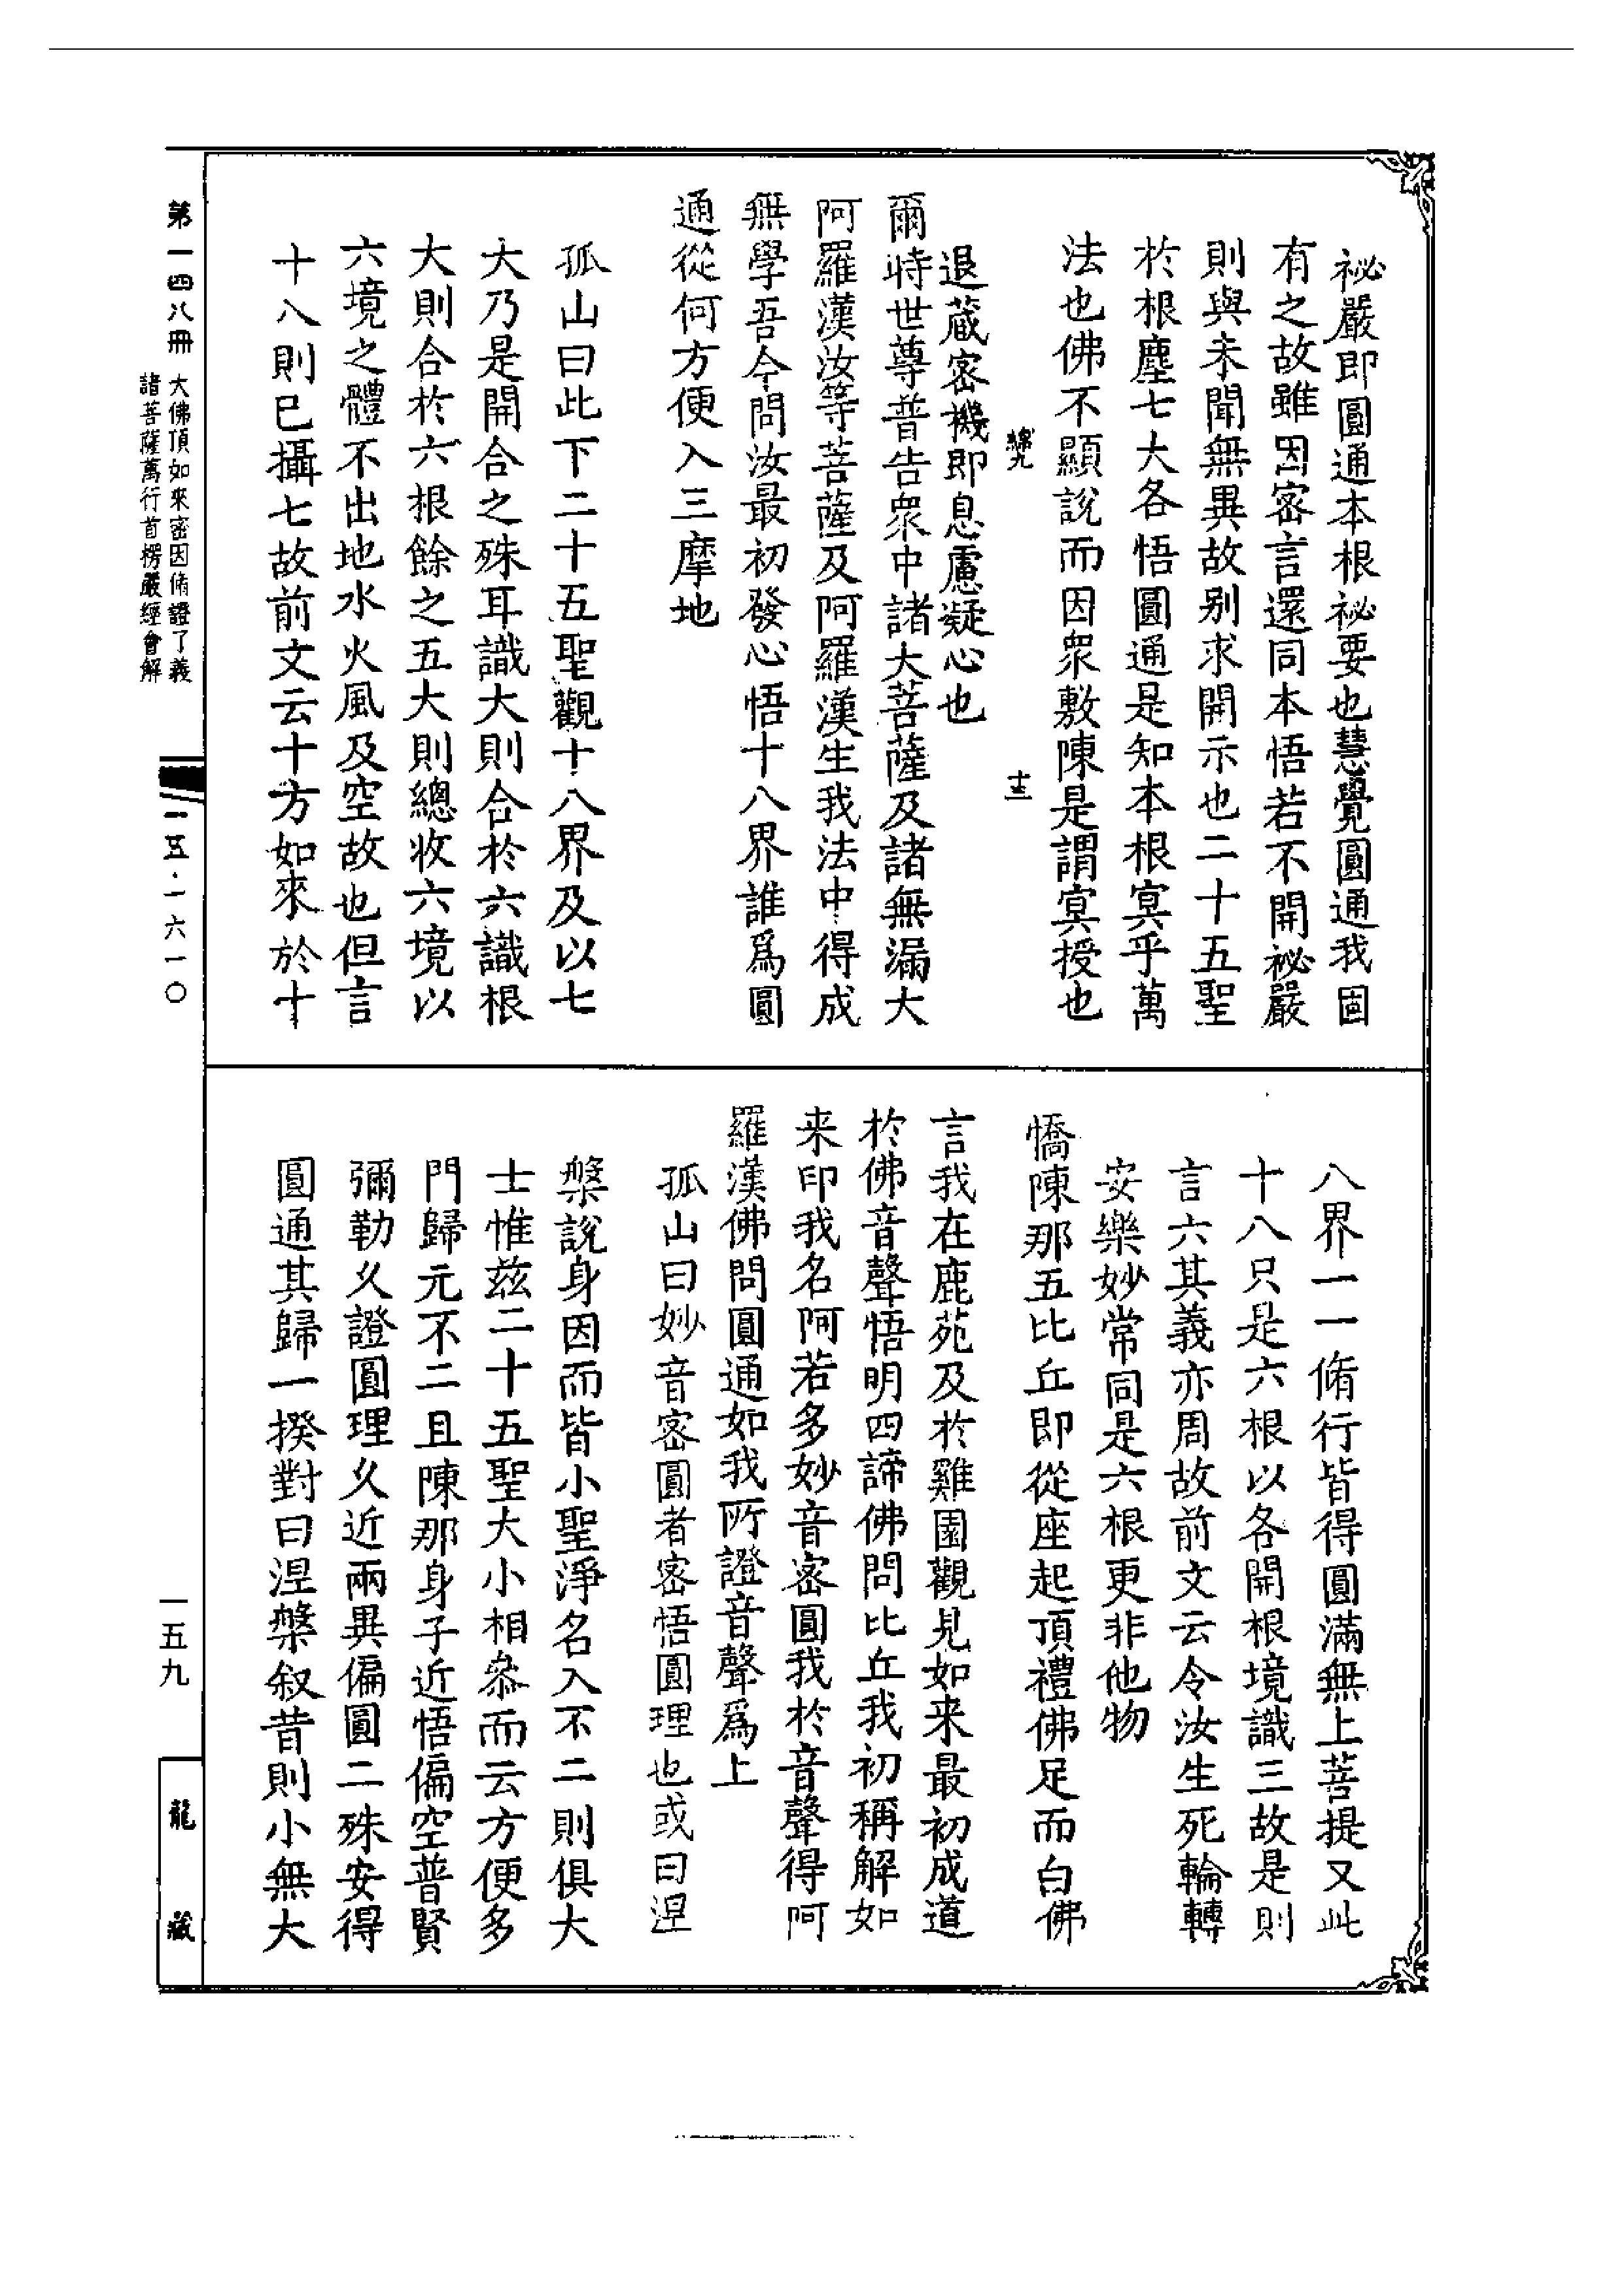 祕嚴即圓通本根祕要也慧覺圓通我固
有之故雖因密言還同本悟若不開祕嚴
則與未聞無異故别求開示也二十五聖
於根塵七大各悟圓通是知本根冥乎萬
法也佛不顯說而因衆敷陳是謂冥授也
十三
退藏密機即息慮凝心也
爾時世尊普告衆中諸大菩薩及諸無漏大
阿羅漢汝等菩薩及阿羅漢生我法中得成
無學吾今問汝最初發心悟十八界誰爲圓
通從何方便入三摩地
孤山曰此下二十五聖觀十八界及以七
大乃是開合之殊耳識大則合於六識根
大則合於六根餘之五大則總收六境以
六境之體不出地水火風及空故也但言
十八則已攝七故前文云十方如來於十
八界一一脩行皆得圓滿無上菩提又此
十八只是六根以各開根境識三故是則
言六其義亦周故前文云令汝生死輪轉
安樂妙常同是六根更非他物
憍陳那五比丘即從座起頂禮佛足而白佛
言我在鹿苑及於雞園觀見如來最初成道
於佛音聲悟明四諦佛問比丘我初稱解如
来印我名阿若多妙音密圓我於音聲得阿
羅漢佛問圓通如我所證音聲爲上
孤山曰妙音密圓者密悟圓理也或曰涅
槃說身因而皆小聖淨名入不二則俱大
士惟兹二十五聖大小相叅而云方便多
門歸元不二且陳那身子近悟偏空普賢
彌勒乆證圓理乆近兩異偏圓二殊安得
圓通其歸一揆對曰涅槃叙昔則小無大
第一四八冊
大佛頂如來密因脩證了義
諸菩薩萬行首楞嚴經會解
一五·一六一〇
一五九
龍藏